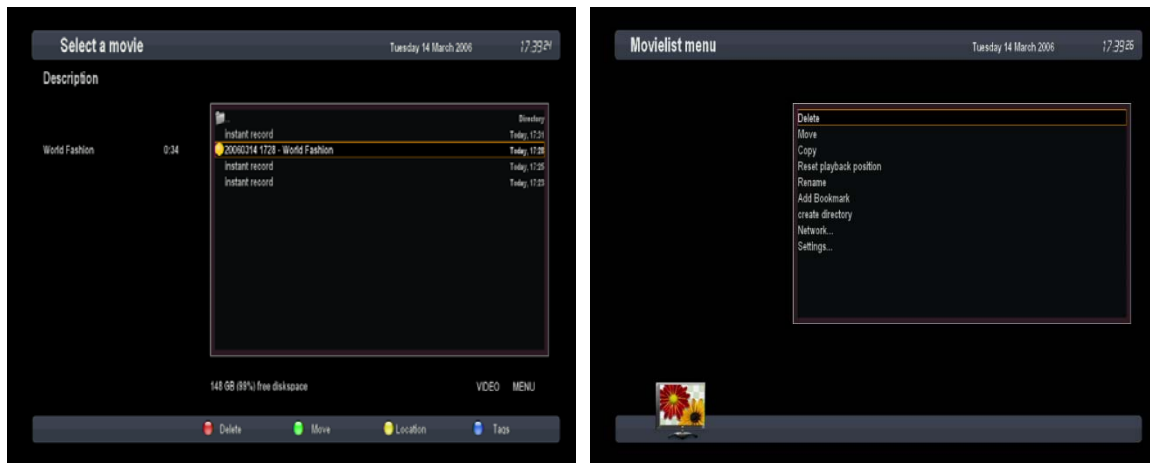 Select a movie Tuesday 14 March 2006 17:39 24
Description
.. Directory
instant record Today, 17:31
World Fashion 0:34 20060314 1728 - World Fashion Today, 17:28
instant record Today, 17:25
instant record Today, 17:23
148 GB (99%) free diskspace VIDEO MENU
Delete Move Location Tags
Movielist menu Tuesday 14 March 2006 17:39 26
Delete
Move
Copy
Reset playback position
Rename
Add Bookmark
create directory
Network...
Settings...